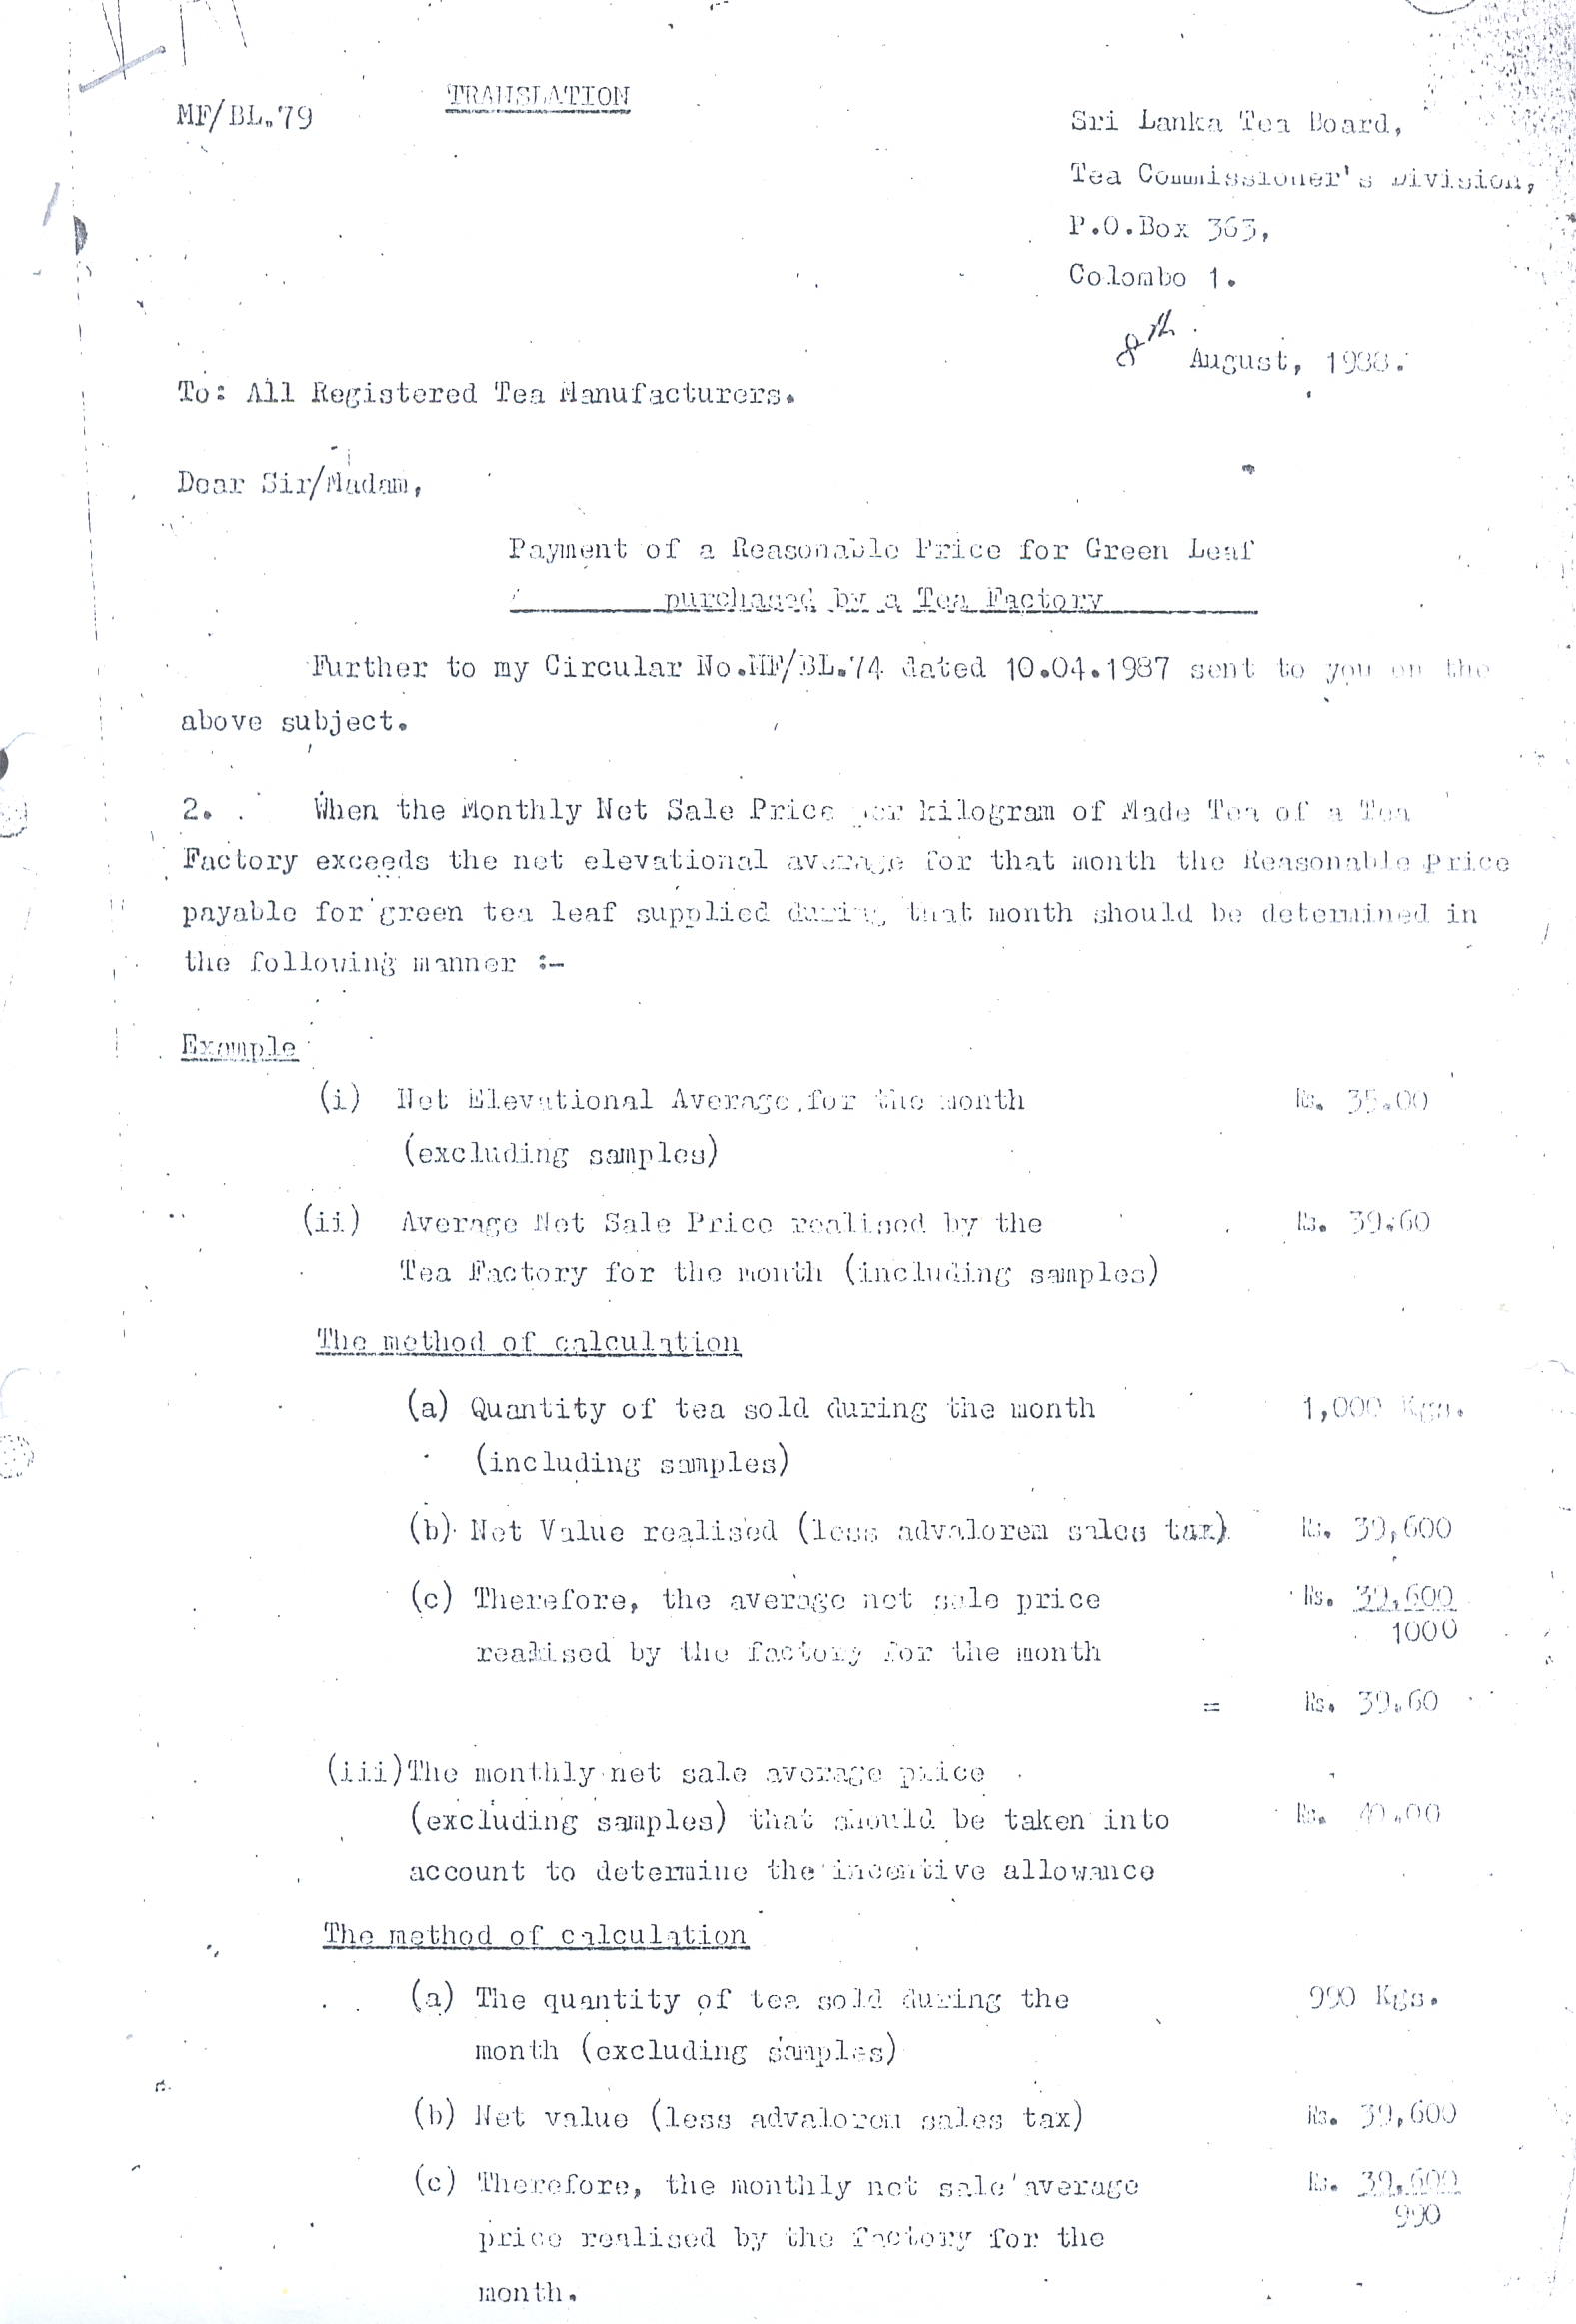 TRANSLATION
MF/BL.79
Sri Lanka Tea Board,
Tea Commissioner's Division,
P.O.Box 363,
Colombo 1.
8th August, 1988.
To: All Registered Tea Manufacturers.
Dear Sir/Madam,
Payment of a Reasonable Price for Green Leaf
purchased by a Tea Factory
Further to my Circular No.MF/BL.74 dated 10.04.1987 sent to you on the
above subject.
2. When the Monthly Net Sale Price per kilogram of Made Tea of a Tea
Factory exceeds the net elevational average for that month the Reasonable Price
payable for green tea leaf supplied during that month should be determined in
the following manner :-
Example
(i) Net Elevational Average for the month Rs. 35.00
(excluding samples)
(ii) Average Net Sale Price realised by the Rs. 39.60
Tea Factory for the month (including samples)
The method of calculation
(a) Quantity of tea sold during the month 1,000 Kgs.
(including samples)
(b) Net Value realised (less advalorem sales tax) Rs. 39,600
(c) Therefore, the average net sale price Rs. 39,600
1000
realised by the factory for the month
= Rs. 39.60
(iii) The monthly net sale average price
(excluding samples) that should be taken into Rs. 40.00
account to determine the incentive allowance
The method of calculation
(a) The quantity of tea sold during the 990 Kgs.
month (excluding samples)
(b) Net value (less advalorem sales tax) Rs. 39,600
(c) Therefore, the monthly net sale average Rs. 39,600
990
price realised by the factory for the
month.